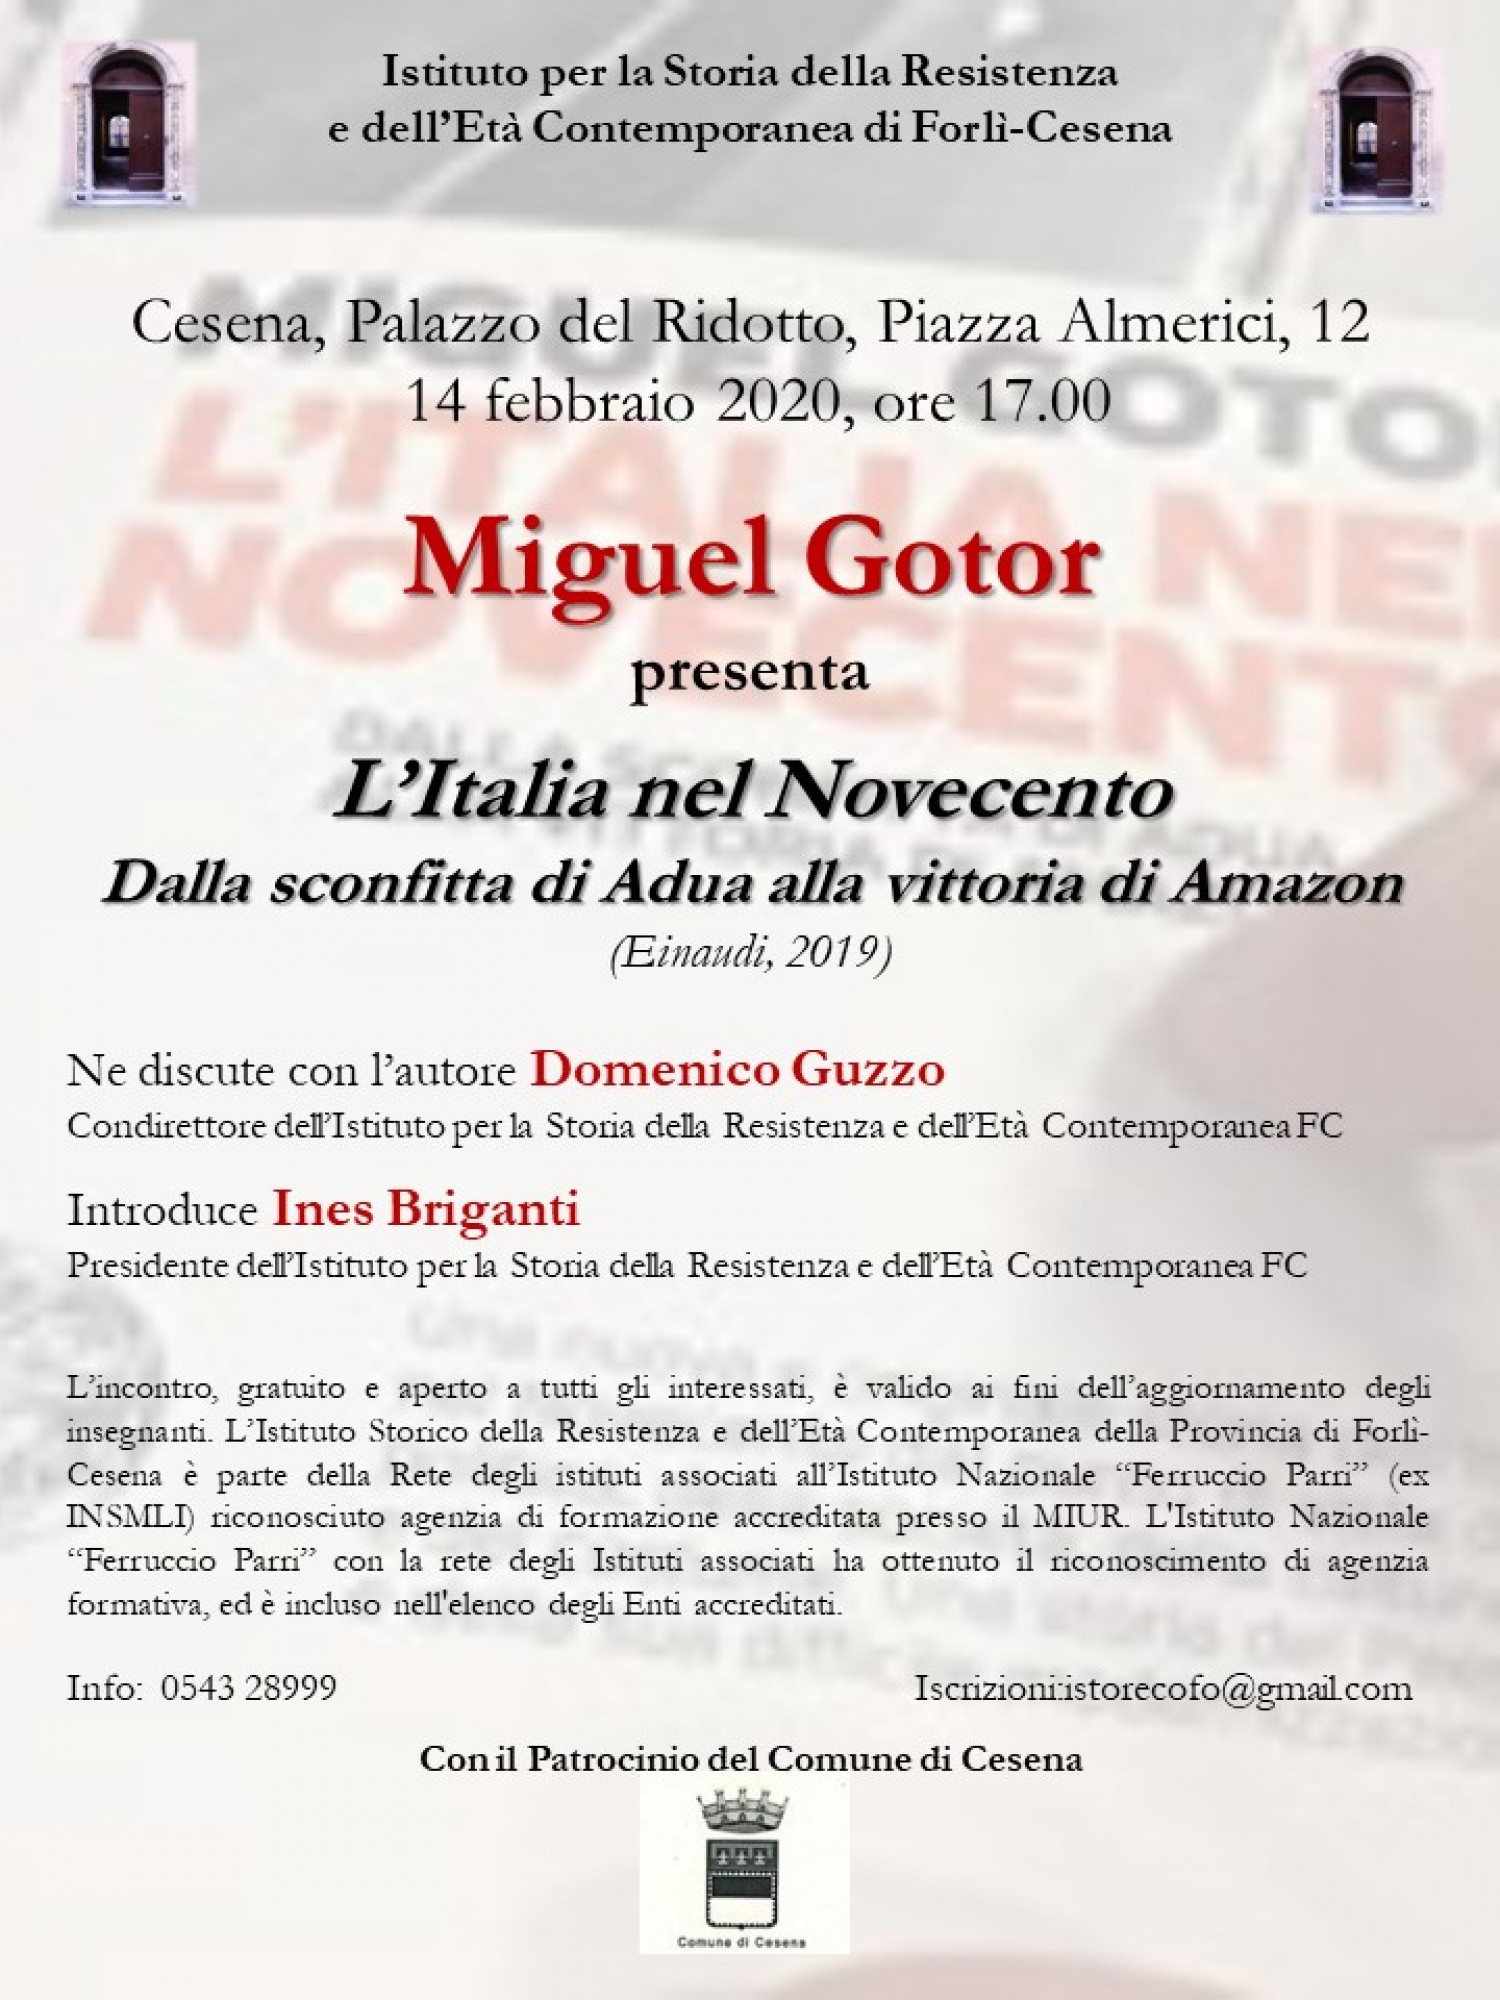 Istituto per la Storia della Resistenza
e dell’Età Contemporanea di Forlì-Cesena
Cesena, Palazzo del Ridotto, Piazza Almerici, 12
14 febbraio 2020, ore 17.00
Miguel Gotor
presenta
L’Italia nel Novecento
Dalla sconfitta di Adua alla vittoria di Amazon
(Einaudi, 2019)
Ne discute con l’autore Domenico Guzzo
Condirettore dell’Istituto per la Storia della Resistenza e dell’Età Contemporanea FC
Introduce Ines Briganti
Presidente dell’Istituto per la Storia della Resistenza e dell’Età Contemporanea FC
L’incontro, gratuito e aperto a tutti gli interessati, è valido ai fini dell’aggiornamento degli
insegnanti. L’Istituto Storico della Resistenza e dell’Età Contemporanea della Provincia di Forlì-
Cesena è parte della Rete degli istituti associati all’Istituto Nazionale “Ferruccio Parri” (ex
INSMLI) riconosciuto agenzia di formazione accreditata presso il MIUR. L'Istituto Nazionale
“Ferruccio Parri” con la rete degli Istituti associati ha ottenuto il riconoscimento di agenzia
formativa, ed è incluso nell'elenco degli Enti accreditati.
Info: 0543 28999 Iscrizioni:istorecofo@gmail.com
Con il Patrocinio del Comune di Cesena
Comune di Cesena
MIGUEL GOTOR
L’ITALIA NEL
NOVECENTO